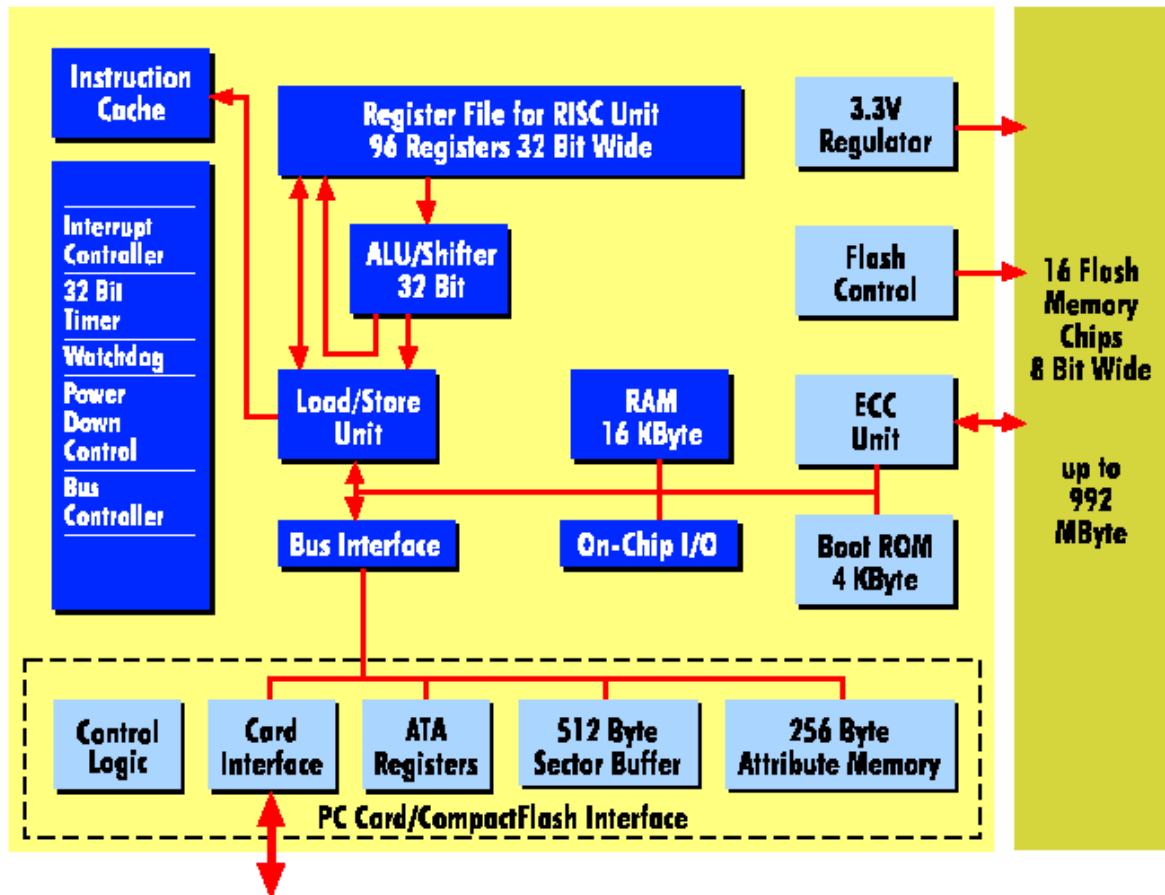 Instruction
Cache
Register File for RISC Unit
96 Registers 32 Bit Wide
3.3V
Regulator
Interrupt
Controller
32 Bit
Timer
Watchdog
Power
Down
Control
Bus
Controller
ALU/Shifter
32 Bit
Flash
Control
Load/Store
Unit
RAM
16 KByte
ECC
Unit
Bus Interface
On-Chip I/O
Boot ROM
4 KByte
16 Flash
Memory
Chips
8 Bit Wide
up to
992
MByte
Control
Logic
Card
Interface
ATA
Registers
512 Byte
Sector Buffer
256 Byte
Attribute Memory
PC Card/CompactFlash Interface